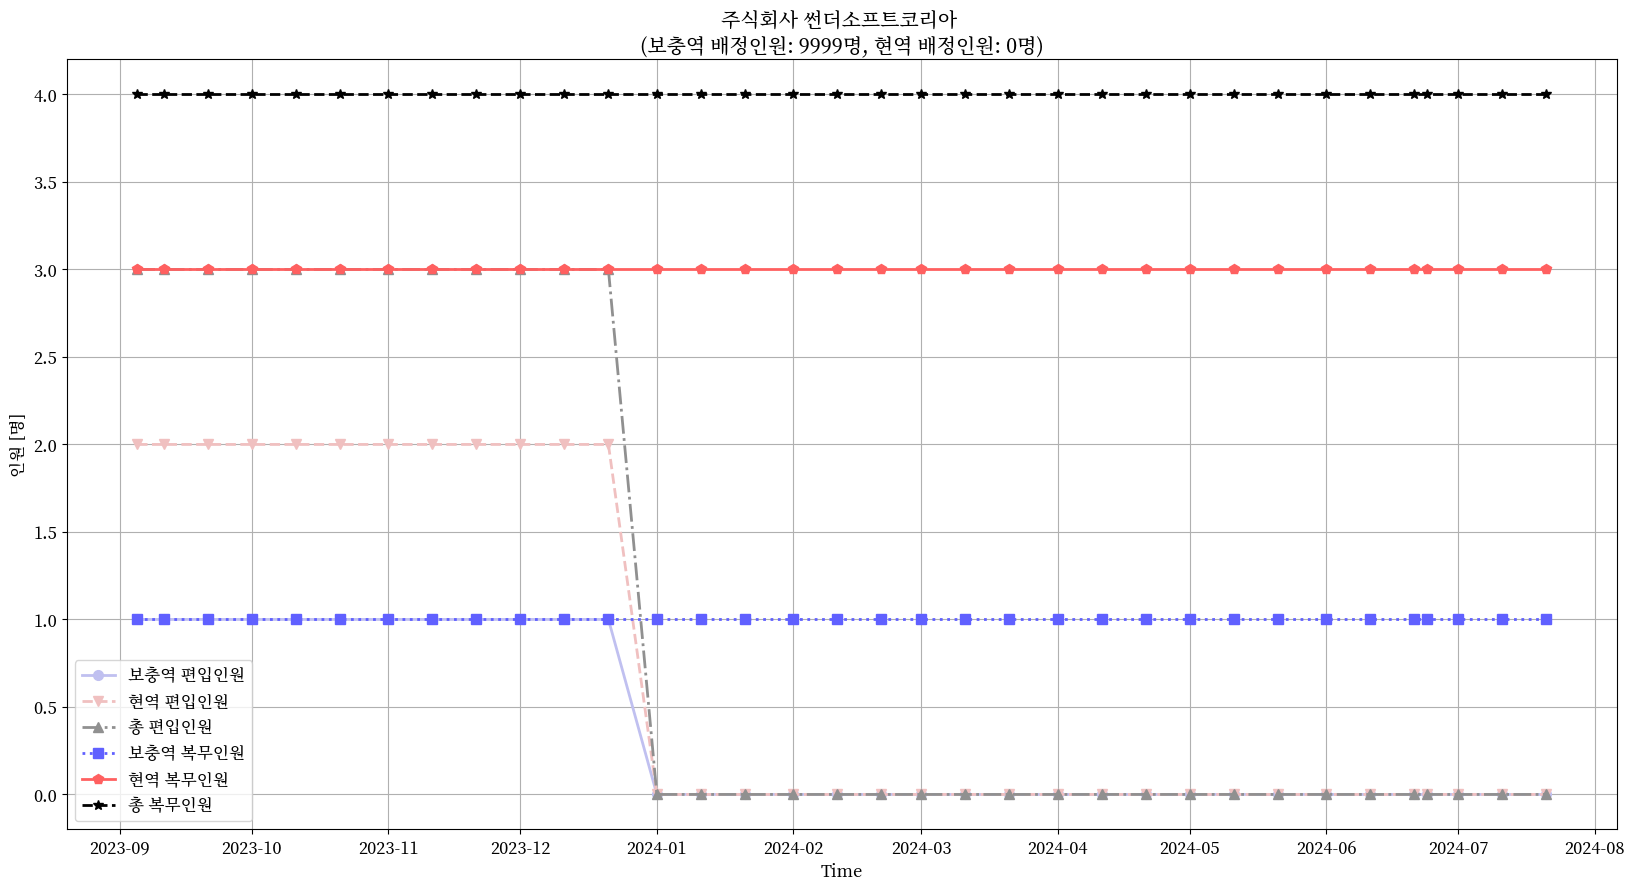 주식회사 썬더소프트코리아
(보충역 배정인원: 9999명, 현역 배정인원: 0명)
4.0
3.5
3.0
2.5
2.0
1.5
1.0
0.5
0.0
인원 [명]
보충역 편입인원
현역 편입인원
총 편입인원
보충역 복무인원
현역 복무인원
총 복무인원
2023-09 2023-10 2023-11 2023-12 2024-01 2024-02 2024-03 2024-04 2024-05 2024-06 2024-07 2024-08
Time